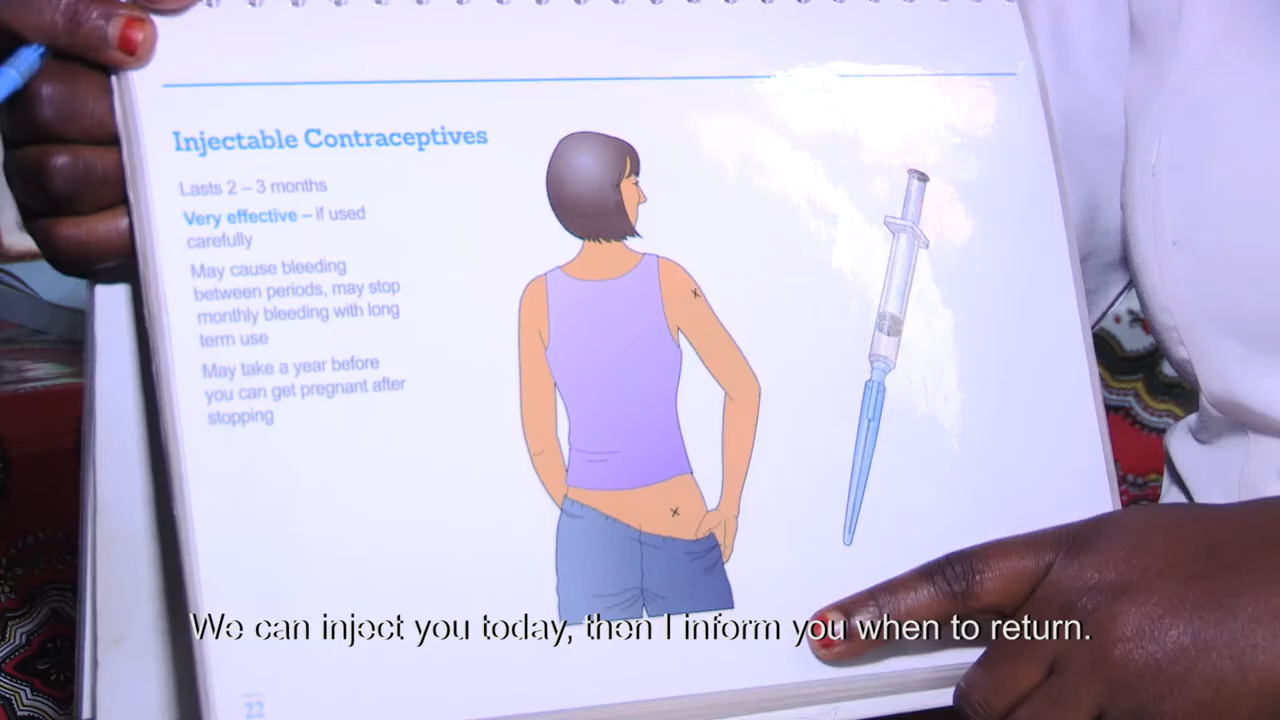 Injectable Contraceptives
Lasts 2 – 3 months
Very effective – if used
carefully
May cause bleeding
between periods, may stop
monthly bleeding with long
term use
May take a year before
you can get pregnant after
stopping
We can inject you today, then I inform you when to return.
22